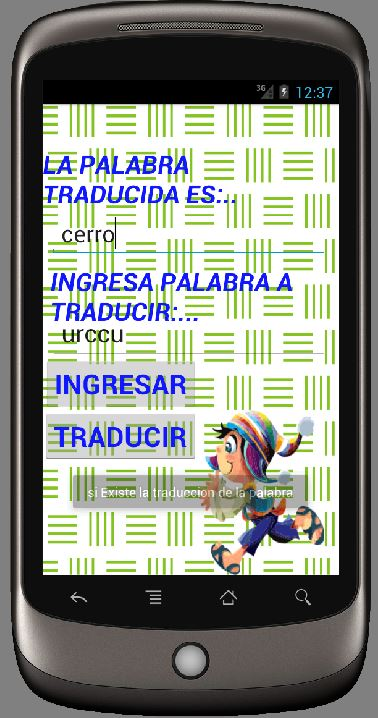 3G 12:37
LA PALABRA
TRADUCIDA ES:..
cerro
INGRESA PALABRA A
TRADUCIR:...
urccu
INGRESAR
TRADUCIR
si Existe la traduccion de la palabra